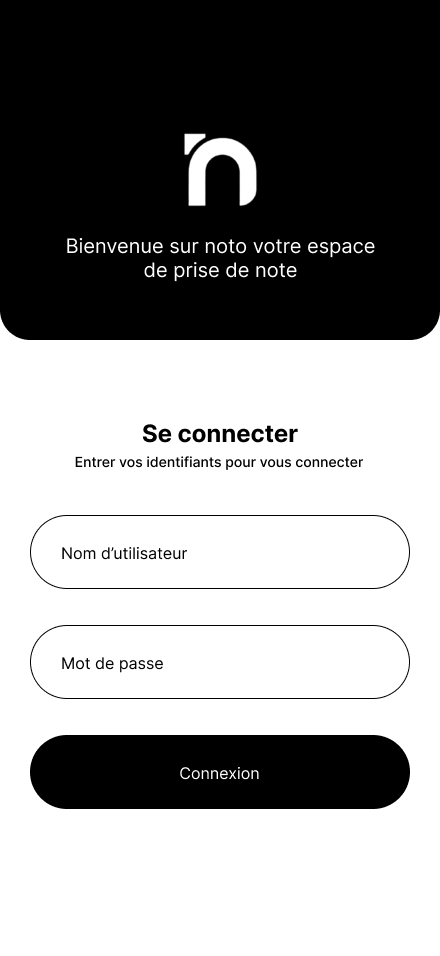 n
Bienvenue sur noto votre espace
de prise de note
Se connecter
Entrer vos identifiants pour vous connecter
Nom d’utilisateur
Mot de passe
Connexion